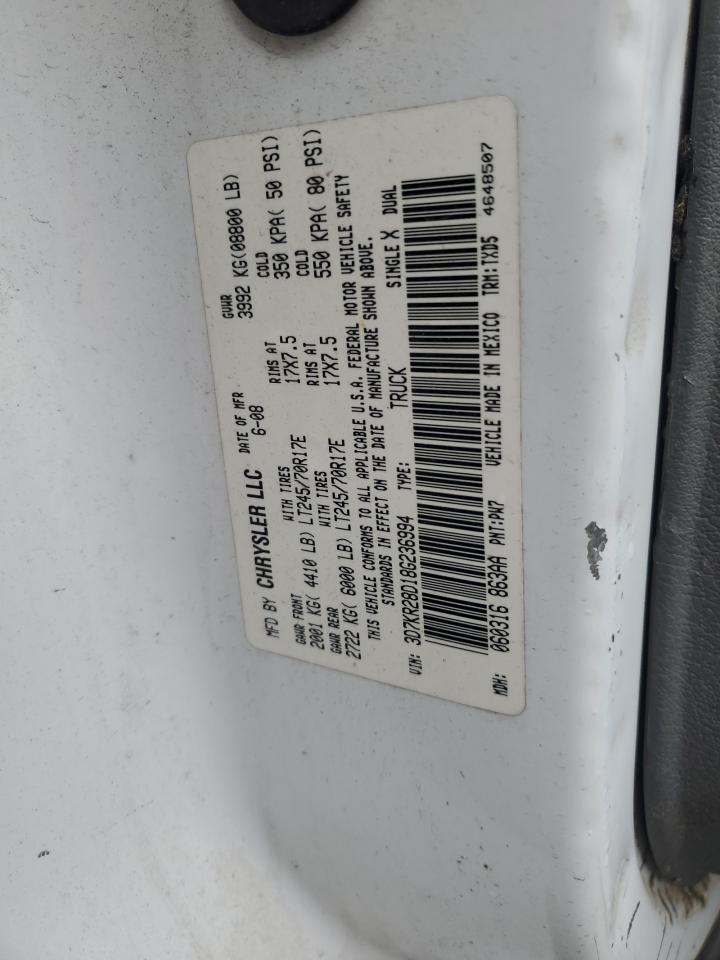 MFD BY CHRYSLER LLC DATE OF MFR 6-08 GVWR 3992 KG(08800 LB)
GAWR FRONT WITH TIRES RIMS AT COLD
2001 KG( 4410 LB) LT245/70R17E 17X7.5 350 KPA( 50 PSI)
GAWR REAR WITH TIRES RIMS AT COLD
2722 KG( 6000 LB) LT245/70R17E 17X7.5 550 KPA( 80 PSI)
THIS VEHICLE CONFORMS TO ALL APPLICABLE U.S.A. FEDERAL MOTOR VEHICLE SAFETY
STANDARDS IN EFFECT ON THE DATE OF MANUFACTURE SHOWN ABOVE.
VIN: 3D7KR28D18G236994 TYPE: TRUCK SINGLE X DUAL
MDH: 060316 863AA PNT:PW7 VEHICLE MADE IN MEXICO TRM:TXD5 4648507